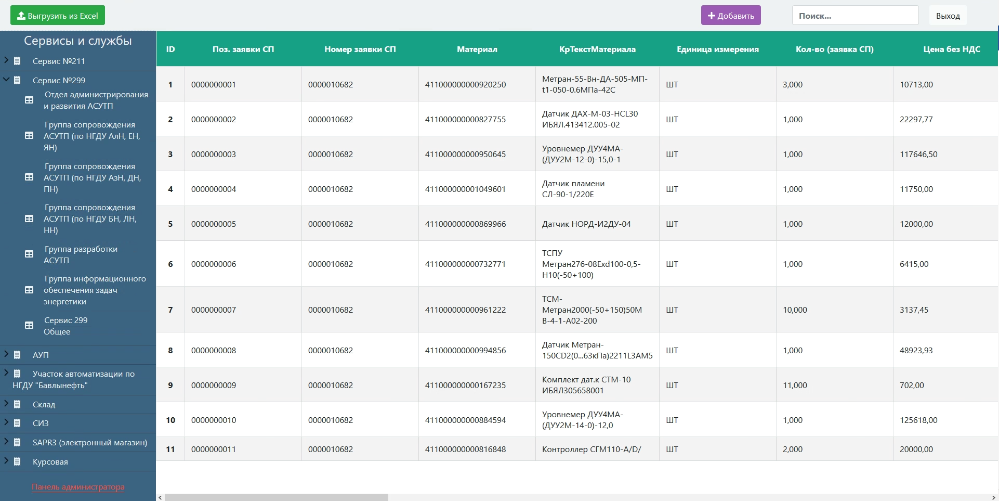 Выгрузить из Excel
Добавить
Поиск...
Выход
Сервисы и службы
Сервис №211
Сервис №299
Отдел администрирования
и развития АСУТП
Группа сопровождения
АСУТП (по НГДУ АлН, ЕН,
ЯН)
Группа сопровождения
АСУТП (по НГДУ АзН, ДН,
ПН)
Группа сопровождения
АСУТП (по НГДУ БН, ЛН,
НН)
Группа разработки
АСУТП
Группа информационного
обеспечения задач
энергетики
Сервис 299
Общее
АУП
Участок автоматизации по
НГДУ "Бавлынефть"
Склад
СИЗ
SAPR3 (электронный магазин)
Курсовая
Панель администратора
ID Поз. заявки СП Номер заявки СП Материал КрТекстМатериала Единица измерения Кол-во (заявка СП) Цена без НДС
1 0000000001 0000010682 411000000000920250 Метран-55-Вн-ДА-505-МП-
t1-050-0.6МПа-42С ШТ 3,000 10713,00
2 0000000002 0000010682 411000000000827755 Датчик ДАХ-М-03-HCL30
ИБЯЛ.413412.005-02 ШТ 1,000 22297,77
3 0000000003 0000010682 411000000000950645 Уровнемер ДУУ4МА-
(ДУУ2М-12-0)-15,0-1 ШТ 1,000 117646,50
4 0000000004 0000010682 411000000001049601 Датчик пламени
СЛ-90-1/220Е ШТ 1,000 11750,00
5 0000000005 0000010682 411000000000869966 Датчик НОРД-И2ДУ-04 ШТ 1,000 12000,00
6 0000000006 0000010682 411000000000732771 ТСПУ
Метран276-08Exd100-0,5-
Н10(-50+100) ШТ 1,000 6415,00
7 0000000007 0000010682 411000000000961222 ТСМ-
Метран2000(-50+150)50М
В-4-1-А02-200 ШТ 10,000 3137,45
8 0000000008 0000010682 411000000000994856 Датчик Метран-
150CD2(0...63кПа)2211L3AM5 ШТ 1,000 48923,93
9 0000000009 0000010682 411000000000167235 Комплект дат.к СТМ-10
ИБЯЛ305658001 ШТ 11,000 702,00
10 0000000010 0000010682 411000000000884594 Уровнемер ДУУ4МА-
(ДУУ2М-14-0)-12,0 ШТ 1,000 125618,00
11 0000000011 0000010682 411000000000816848 Контроллер СГМ110-A/D/ ШТ 2,000 20000,00